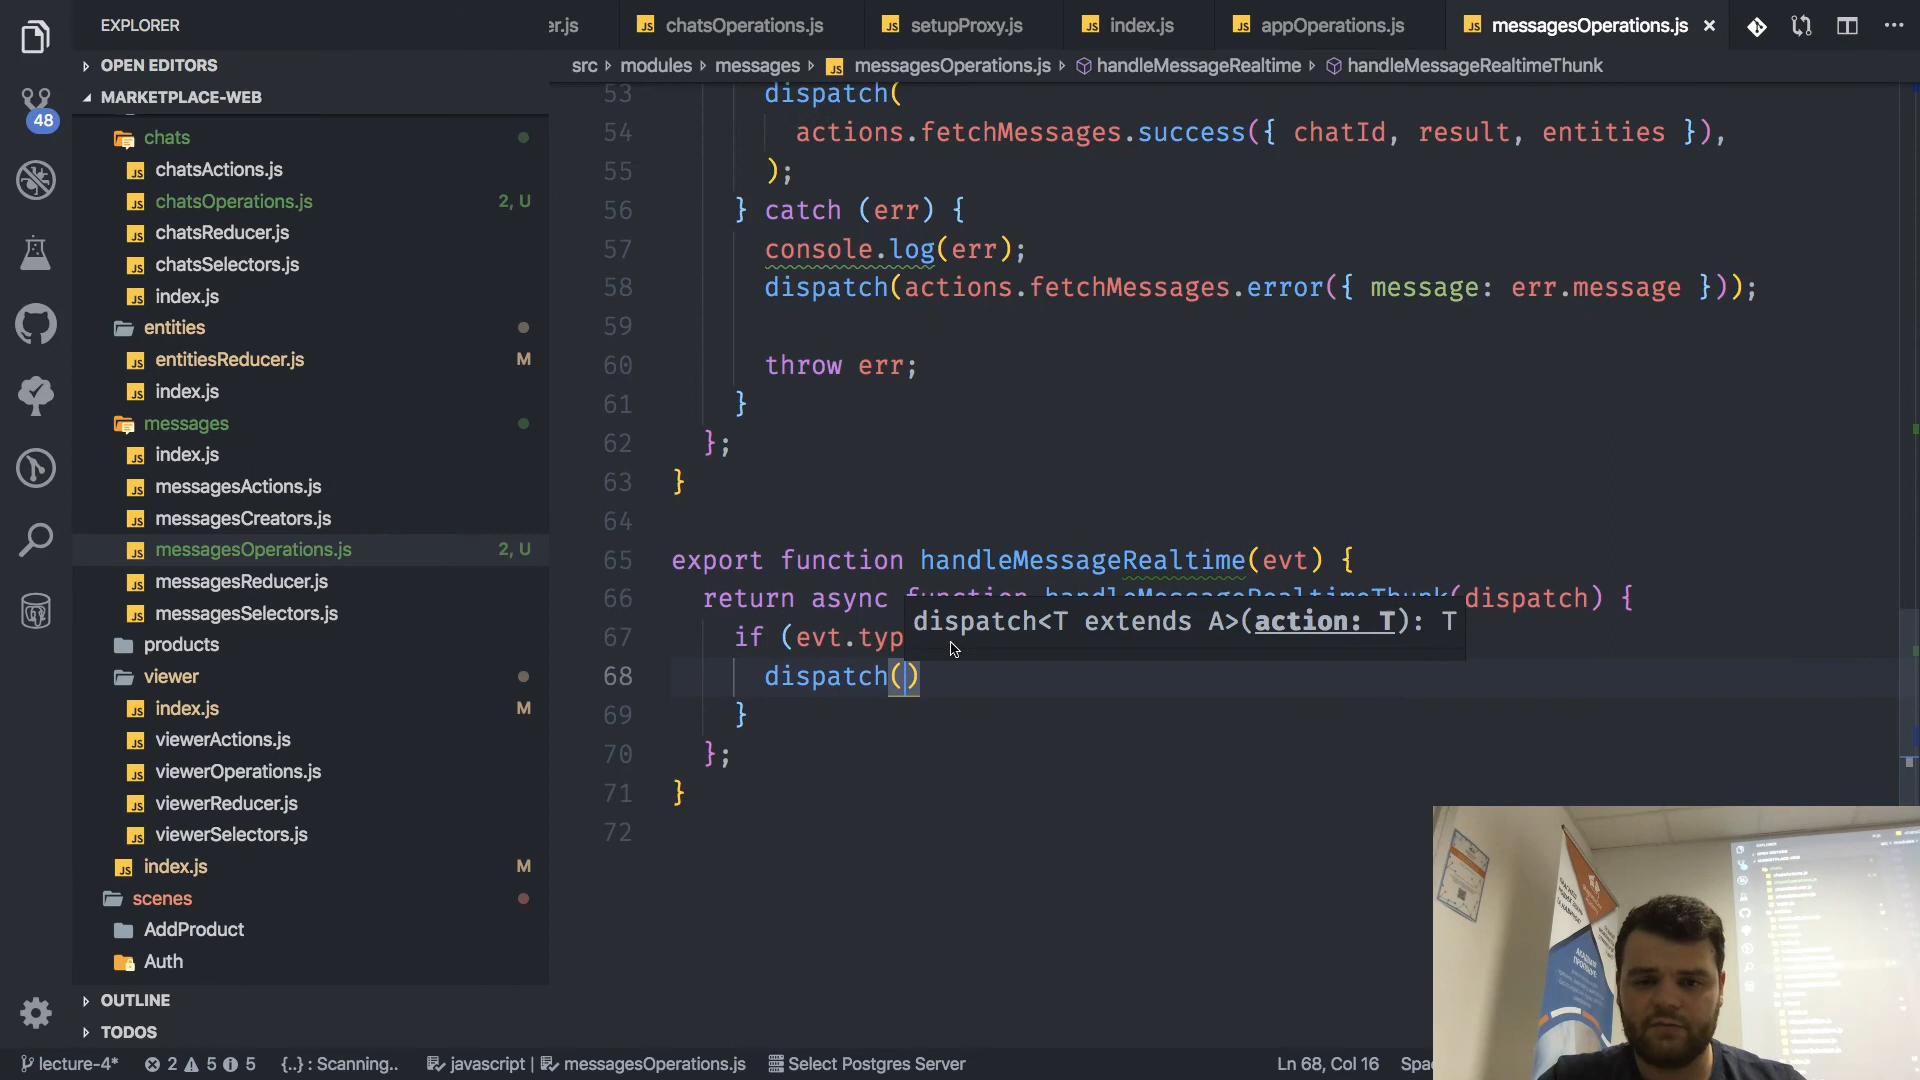 EXPLORER
er.js
chatsOperations.js
setupProxy.js
index.js
appOperations.js
messagesOperations.js
OPEN EDITORS
MARKETPLACE-WEB
src
modules
messages
messagesOperations.js
handleMessageRealtime
handleMessageRealtimeThunk
48
chats
chatsActions.js
chatsOperations.js 2, U
chatsReducer.js
chatsSelectors.js
index.js
entities
entitiesReducer.js M
index.js
messages
index.js
messagesActions.js
messagesCreators.js
messagesOperations.js 2, U
messagesReducer.js
messagesSelectors.js
products
viewer
index.js M
viewerActions.js
viewerOperations.js
viewerReducer.js
viewerSelectors.js
index.js M
scenes
AddProduct
Auth
OUTLINE
TODOS
53 dispatch(
54 actions.fetchMessages.success({ chatId, result, entities }),
55 );
56 } catch (err) {
57 console.log(err);
58 dispatch(actions.fetchMessages.error({ message: err.message }));
59
60 throw err;
61 }
62 };
63 }
64
65 export function handleMessageRealtime(evt) {
66 return async function handleMessageRealtimeThunk(dispatch) {
dispatch<T extends A>(action: T): T
67 if (evt.typ
68 dispatch()
69 }
70 };
71 }
72
lecture-4* 2 5 5 {..} : Scanning.. javascript | messagesOperations.js Select Postgres Server Ln 68, Col 16 Spac